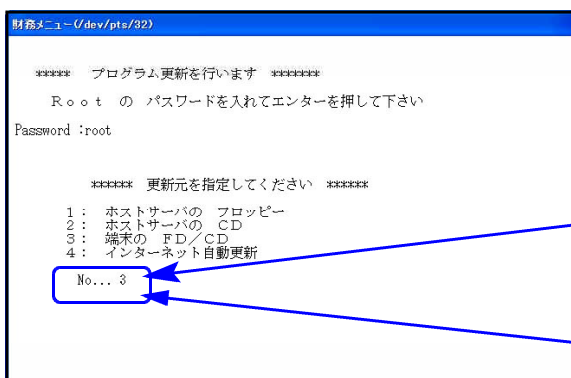 財務メニュー(/dev/pts/32)
***** プログラム更新を行います *******
Ｒｏｏｔ の パスワードを入れてエンターを押して下さい
Password :root
****** 更新元を指定してください ******
１： ホストサーバの フロッピー
２： ホストサーバの ＣＤ
３： 端末の ＦＤ／ＣＤ
４： インターネット自動更新
No... 3